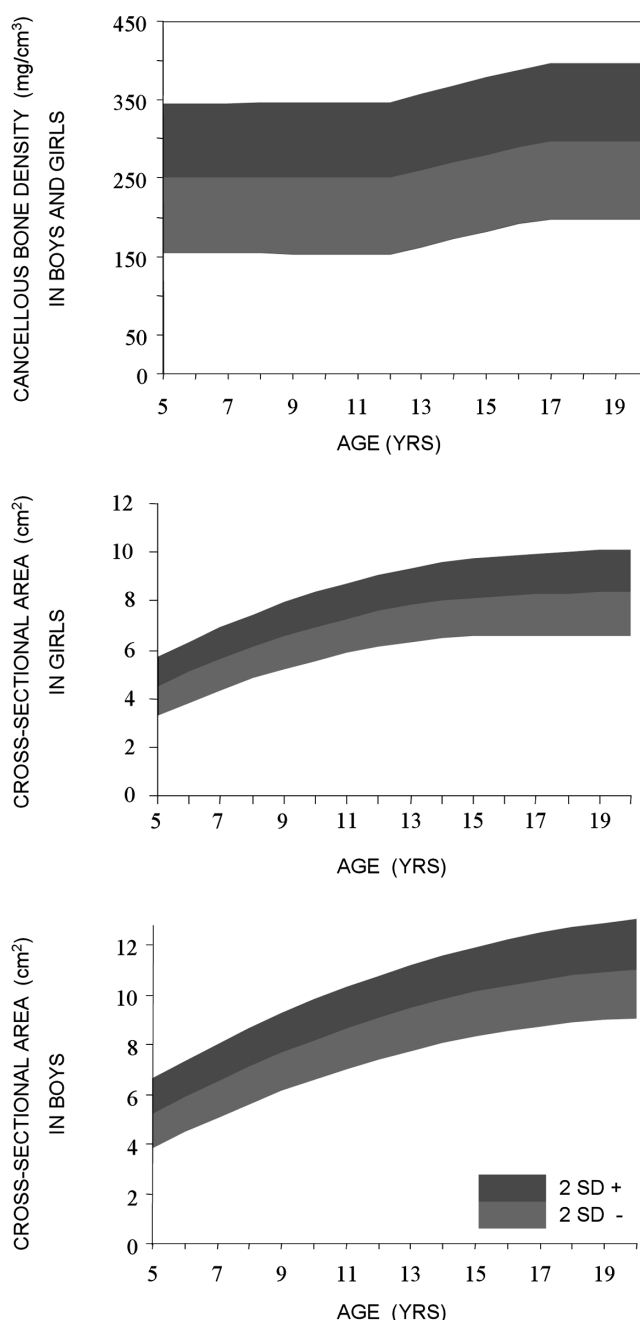 CANCELLOUS BONE DENSITY (mg/cm³)
IN BOYS AND GIRLS
450
350
250
150
50
0
5 7 9 11 13 15 17 19
AGE (YRS)
CROSS-SECTIONAL AREA (cm²)
IN GIRLS
12
10
8
6
4
2
0
5 7 9 11 13 15 17 19
AGE (YRS)
CROSS-SECTIONAL AREA (cm²)
IN BOYS
12
10
8
6
4
2
0
2 SD +
2 SD -
5 7 9 11 13 15 17 19
AGE (YRS)